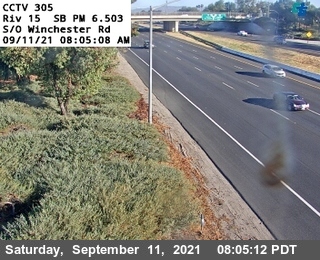 CCTV 305
Riv 15 SB PM 6.503
S/O Winchester Rd
09/11/21 08:05:08 AM
Saturday, September 11, 2021 08:05:12 PDT